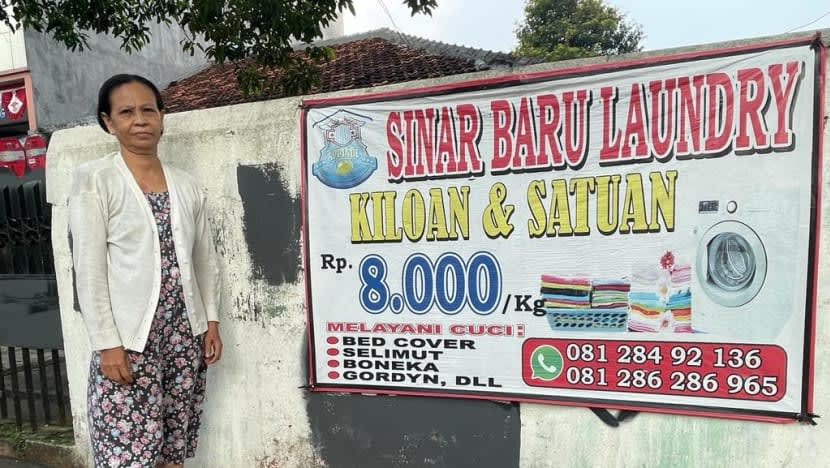 SINAR BARU LAUNDRY
KILOAN & SATUAN
Rp. 8.000/Kg
MELAYANI CUCI :
BED COVER
SELIMUT
BONEKA
GORDYN, DLL
081 284 92 136
081 286 286 965